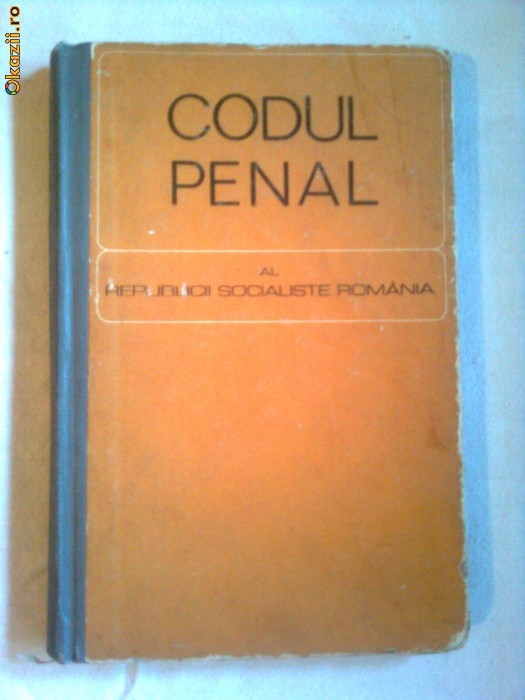 Okazii.ro
CODUL
PENAL
AL
REPUBLICII SOCIALISTE ROMÂNIA